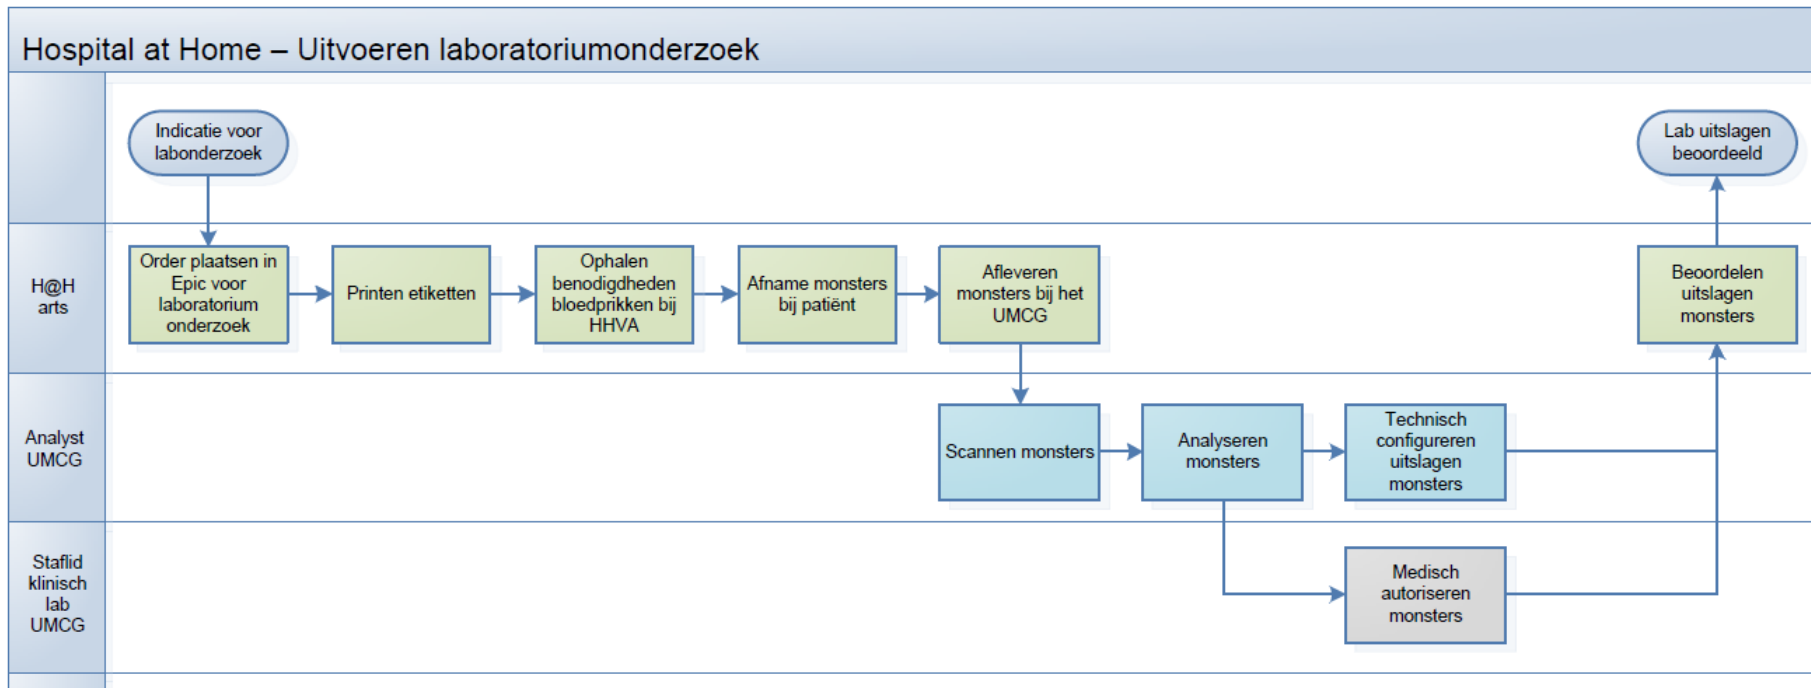 Hospital at Home – Uitvoeren laboratoriumonderzoek
Indicatie voor
labonderzoek
Lab uitslagen
beoordeeld
H@H
arts
Order plaatsen in
Epic voor
laboratorium
onderzoek
Printen etiketten
Ophalen
benodigdheden
bloedprikken bij
HHVA
Afname monsters
bij patiënt
Afleveren
monsters bij het
UMCG
Beoordelen
uitslagen
monsters
Analyst
UMCG
Scannen monsters
Analyseren
monsters
Technisch
configureren
uitslagen
monsters
Staflid
klinisch
lab
UMCG
Medisch
autoriseren
monsters